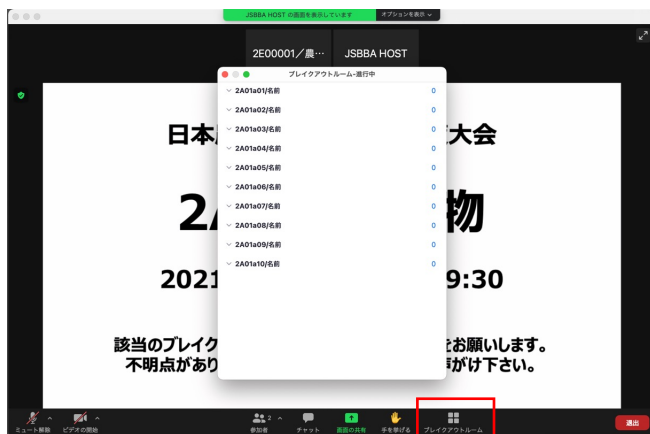 JSBBA HOST の画面を表示しています オプションを表示
2E00001／農… JSBBA HOST
ブレイクアウトルーム-進行中
2A01a01/名前 0
2A01a02/名前 0
2A01a03/名前 0
2A01a04/名前 0
2A01a05/名前 0
2A01a06/名前 0
2A01a07/名前 0
2A01a08/名前 0
2A01a09/名前 0
2A01a10/名前 0
日本 大会
2 物
2021 9:30
該当のブレイク をお願いします。
不明点があり がけ下さい。
ミュート解除 ビデオの開始 参加者 2 チャット 画面の共有 手を挙げる ブレイクアウトルーム 退出